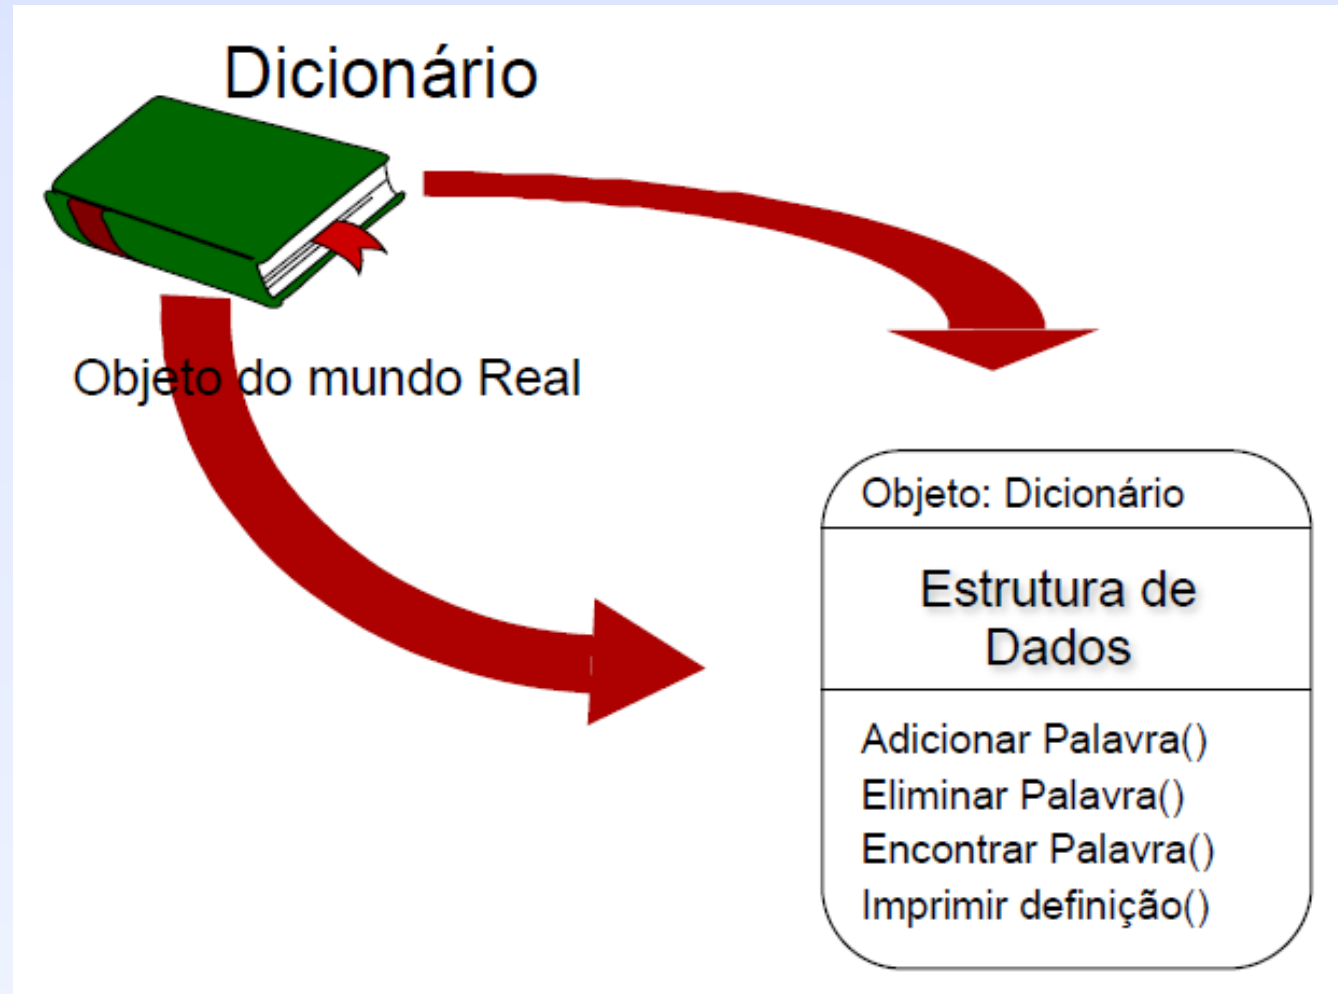 Dicionário
Objeto do mundo Real
Objeto: Dicionário
Estrutura de
Dados
Adicionar Palavra()
Eliminar Palavra()
Encontrar Palavra()
Imprimir definição()